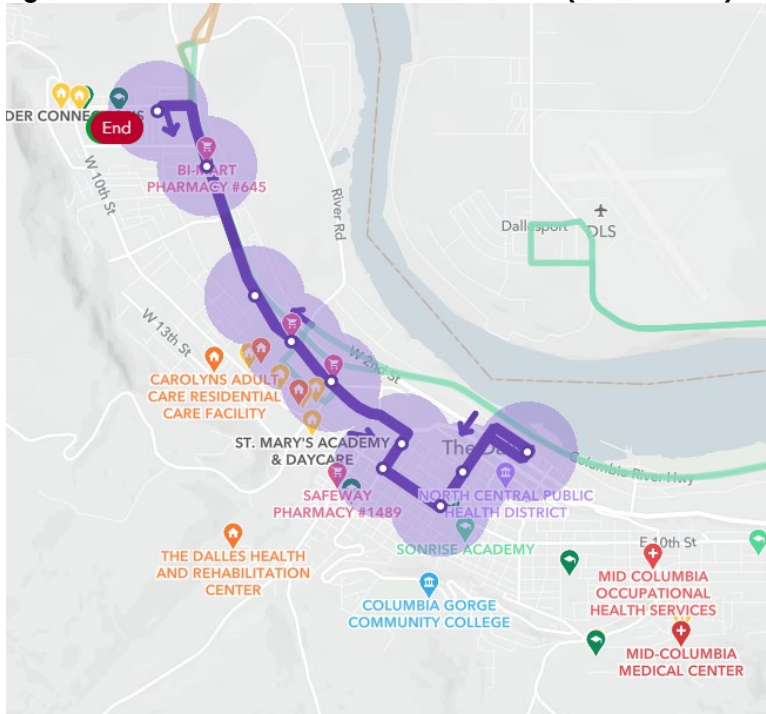 DER CONNE
S
End
W 10th St
BI-MART
PHARMACY #645
River Rd
Dallesport
DLS
W 13th St
W 2nd St
CAROLYNS ADULT
CARE RESIDENTIAL
CARE FACILITY
ST. MARY'S ACADEMY
& DAYCARE
The Da
Columbia River Hwy
SAFEWAY
PHARMACY #1489
NORTH CENTRAL PUBLIC
HEALTH DISTRICT
SONRISE ACADEMY
E 10th St
THE DALLES HEALTH
AND REHABILITATION
CENTER
MID COLUMBIA
OCCUPATIONAL
HEALTH SERVICES
COLUMBIA GORGE
COMMUNITY COLLEGE
MID-COLUMBIA
MEDICAL CENTER